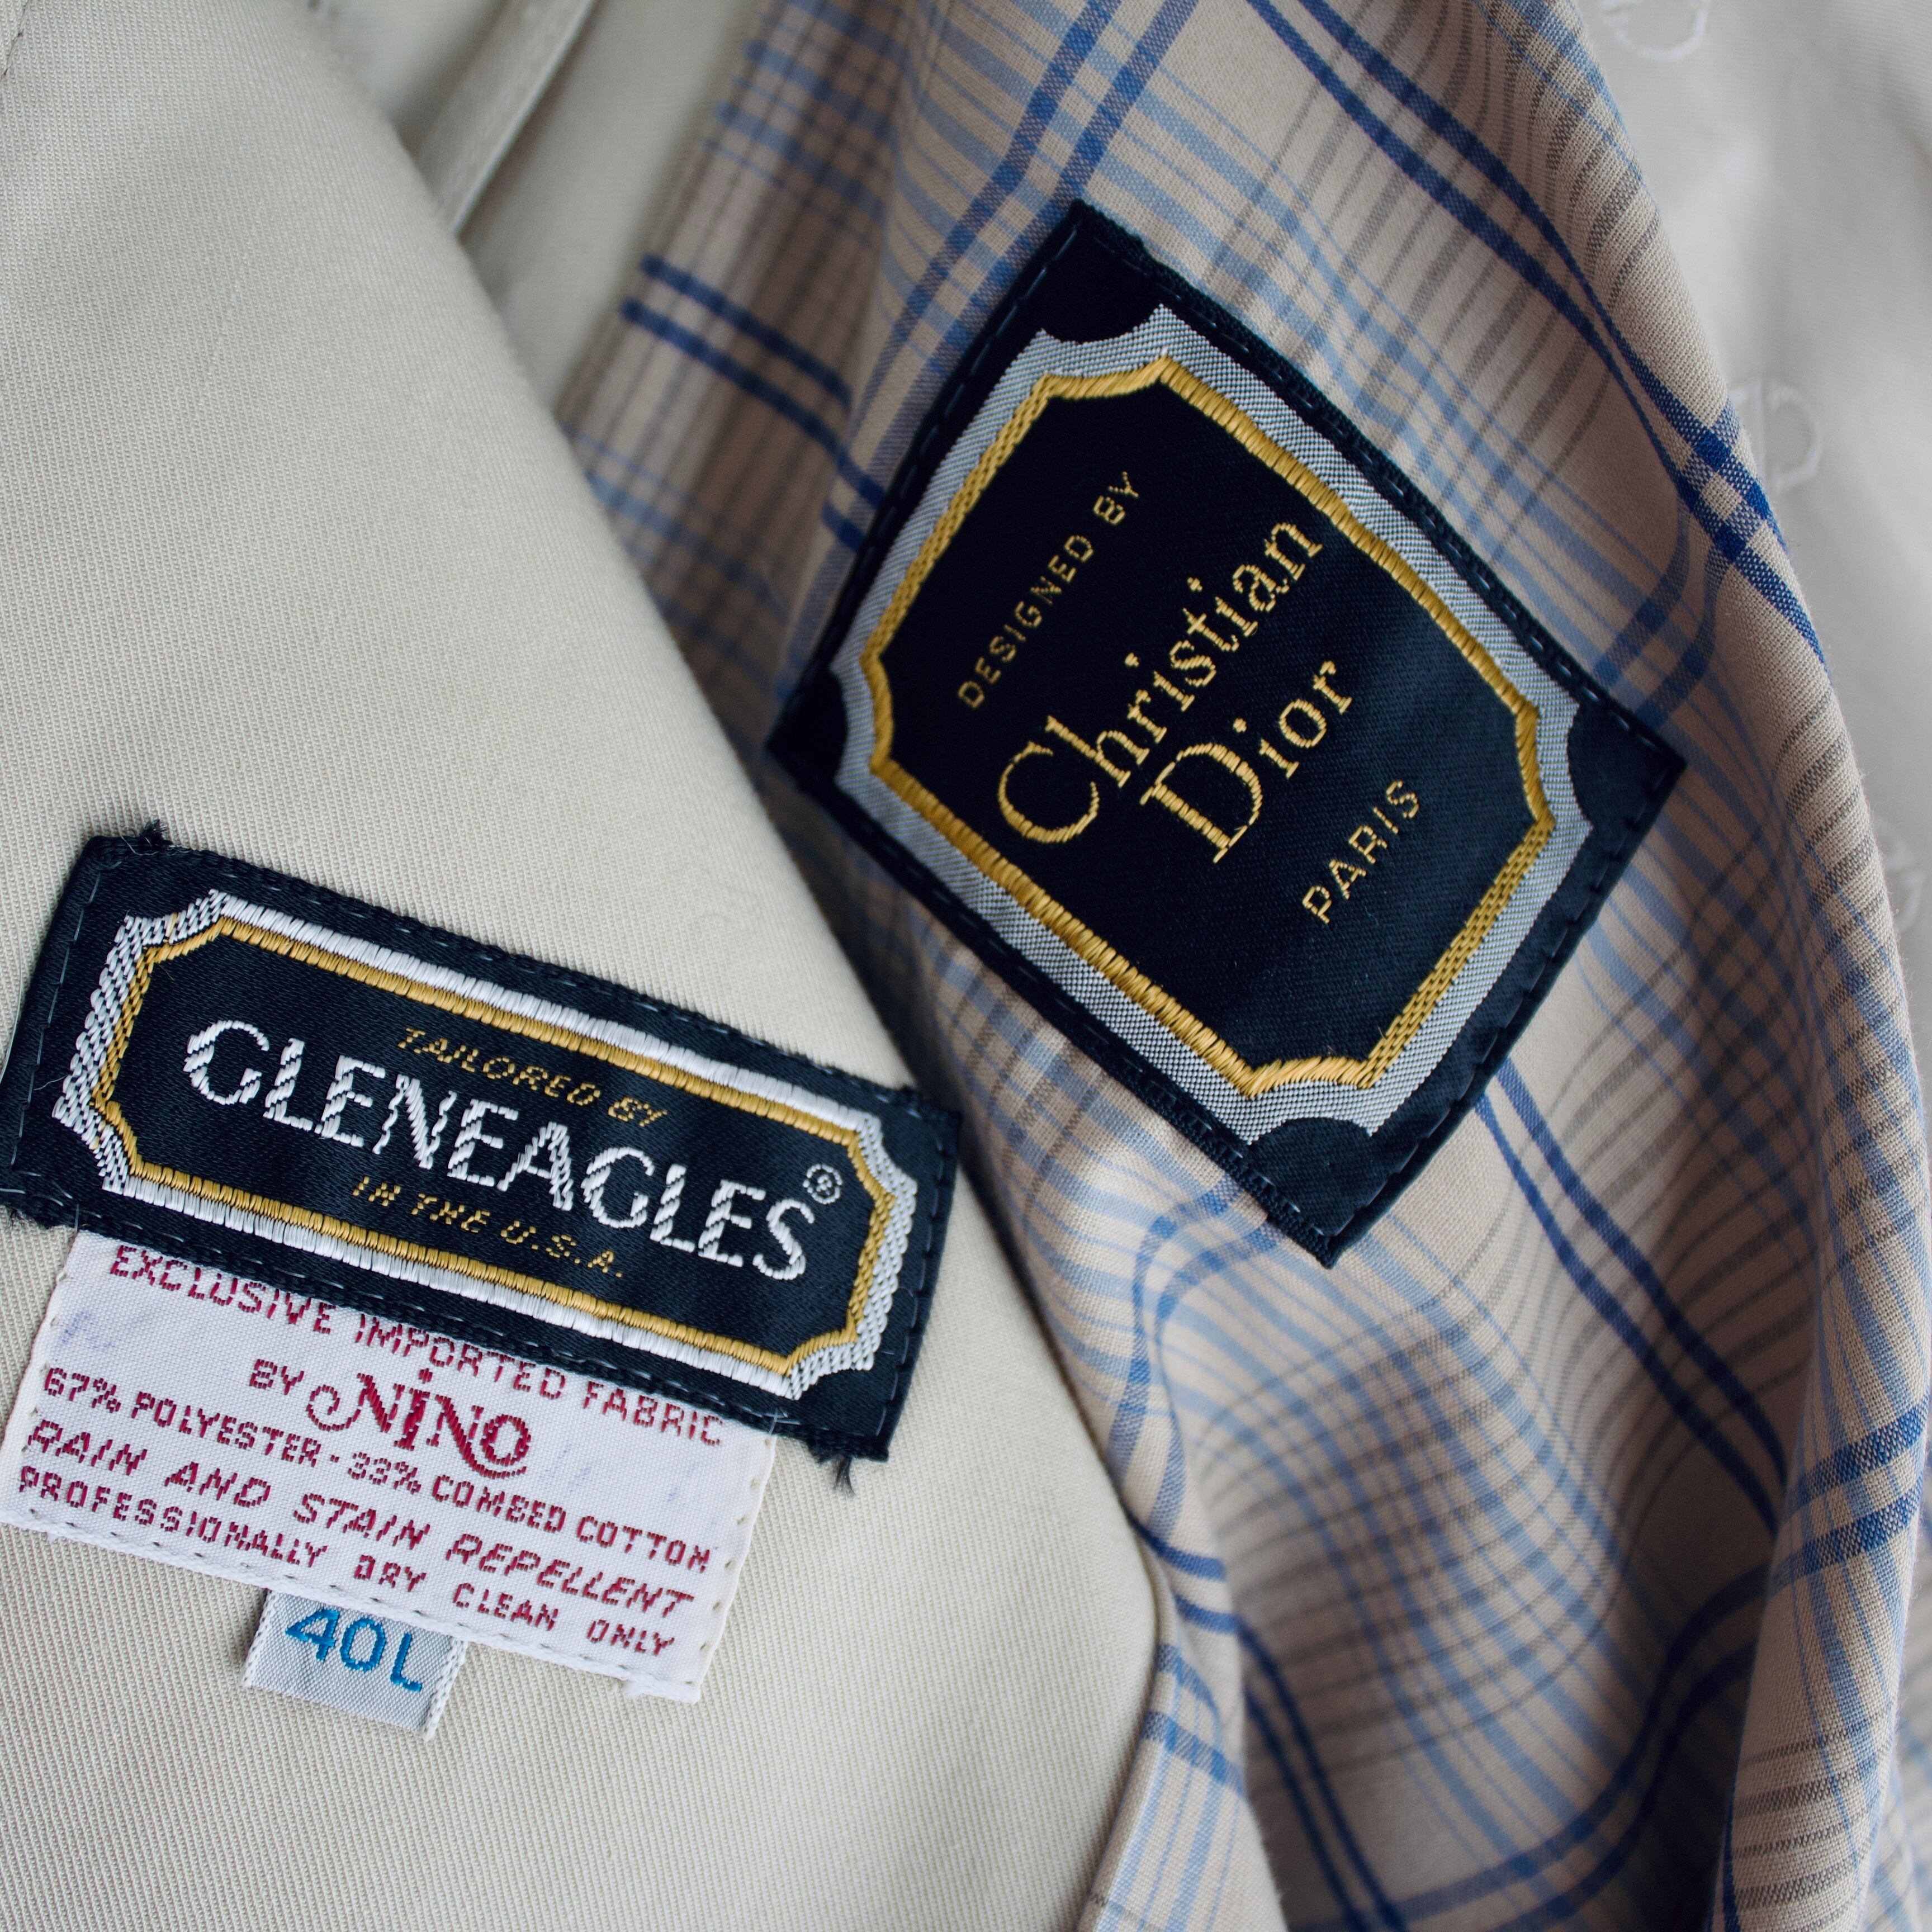 DESIGNED BY
Christian
Dior
PARIS
TAILORED BY
GLENEAGLES®
IN THE U.S.A.
EXCLUSIVE IMPORTED FABRIC
BY NINO
67% POLYESTER · 33% COMBED COTTON
RAIN AND STAIN REPELLENT
PROFESSIONALLY DRY CLEAN ONLY
40L